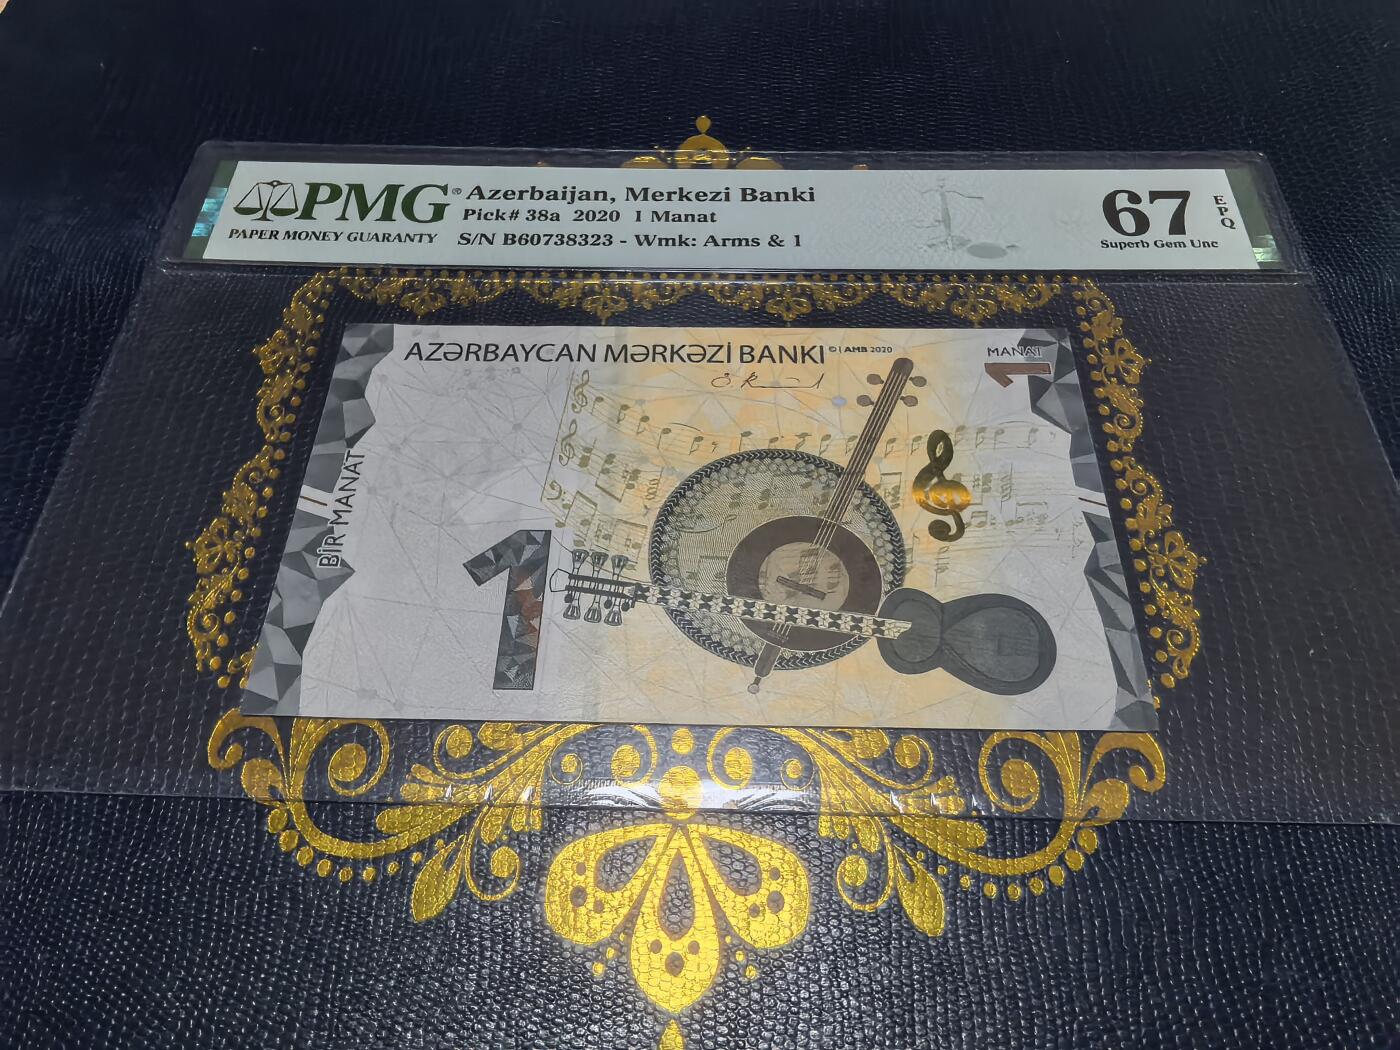 PMG®
PAPER MONEY GUARANTY
Azerbaijan, Merkezi Banki
Pick# 38a 2020 1 Manat
S/N B60738323 - Wmk: Arms & 1
67
EPQ
Superb Gem Unc
AZƏRBAYCAN MƏRKƏZİ BANKI
© | AMB 2020
MANAT
1
BİR MANAT
1